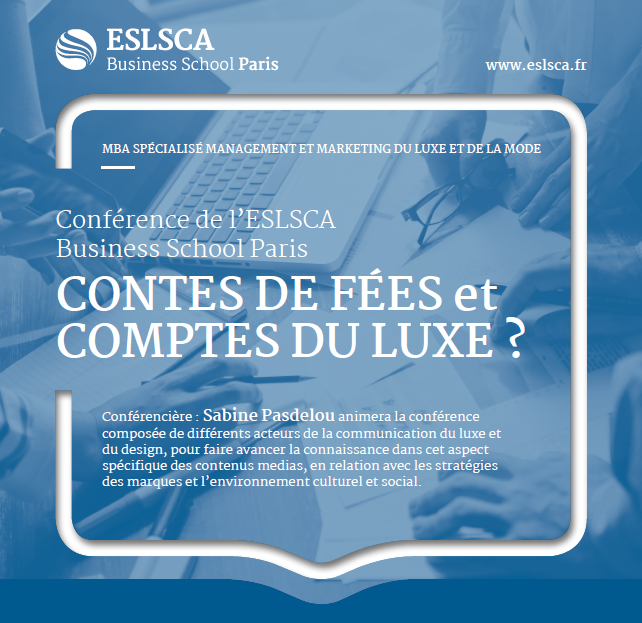 ESLSCA
Business School Paris
www.eslsca.fr
MBA SPÉCIALISÉ MANAGEMENT ET MARKETING DU LUXE ET DE LA MODE
Conférence de l’ESLSCA
Business School Paris
CONTES DE FÉES et
COMPTES DU LUXE ?
Conférencière : Sabine Pasdelou animera la conférence
composée de différents acteurs de la communication du luxe et
du design, pour faire avancer la connaissance dans cet aspect
spécifique des contenus medias, en relation avec les stratégies
des marques et l’environnement culturel et social.